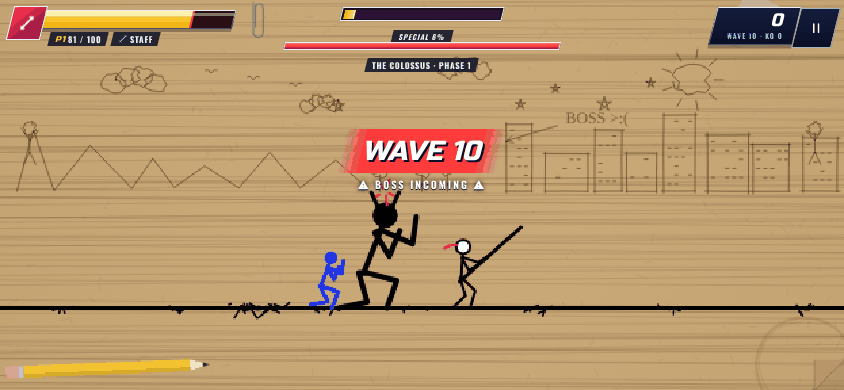 P1 81 / 100
STAFF
SPECIAL 6%
THE COLOSSUS · PHASE 1
0
WAVE 10 · KO 0
BOSS >:(
WAVE 10
BOSS INCOMING